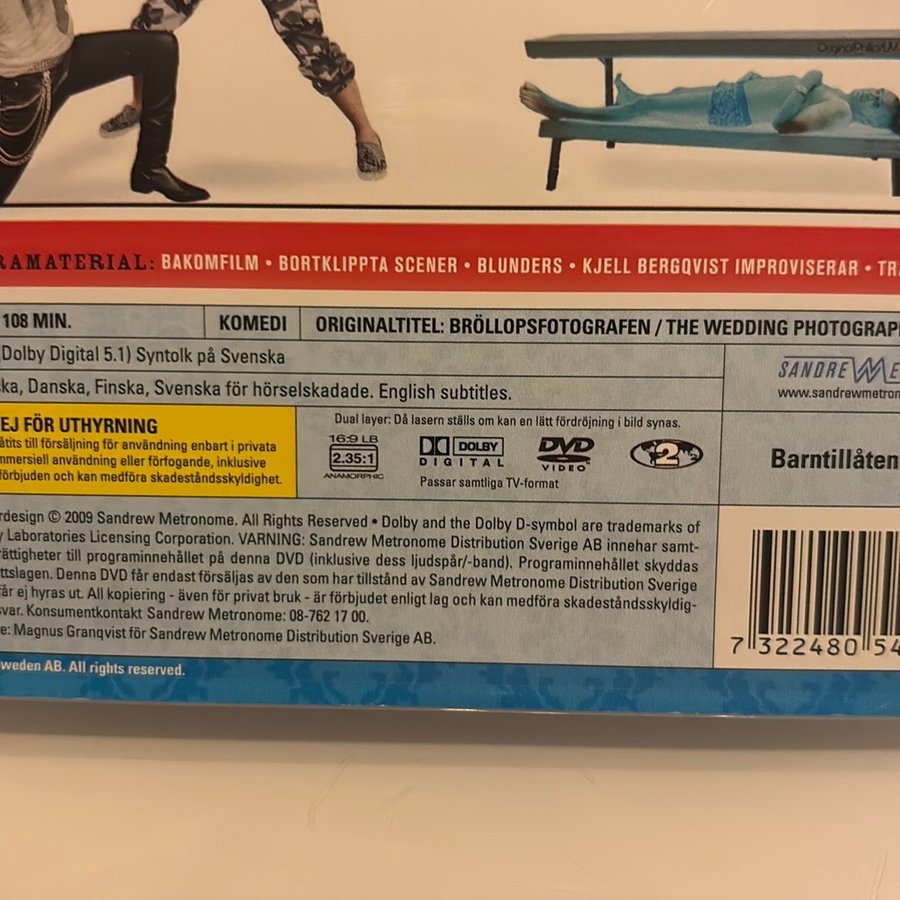 RAMATERIAL: BAKOMFILM • BORTKLIPPTA SCENER • BLUNDERS • KJELL BERGQVIST IMPROVISERAR • TR
108 MIN.
KOMEDI
ORIGINALTITEL: BRÖLLOPSFOTOGRAFEN / THE WEDDING PHOTOGRAP
(Dolby Digital 5.1) Syntolk på Svenska
ka, Danska, Finska, Svenska för hörselskadade. English subtitles.
SANDREW ME
www.sandrewmetron
EJ FÖR UTHYRNING
åtits till försäljning för användning enbart i privata
mmersiell användning eller förfogande, inklusive
förbjuden och kan medföra skadeståndsskyldighet.
Dual layer: Då lasern ställs om kan en lätt fördröjning i bild synas.
16:9 LB
2.35:1
ANAMORPHIC
DOLBY
DIGITAL
DVD
VIDEO
2
Passar samtliga TV-format
Barntillåten
rdesign © 2009 Sandrew Metronome. All Rights Reserved • Dolby and the Dolby D-symbol are trademarks of
y Laboratories Licensing Corporation. VARNING: Sandrew Metronome Distribution Sverige AB innehar samt-
rättigheter till programinnehållet på denna DVD (inklusive dess ljudspår/-band). Programinnehållet skyddas
ttslagen. Denna DVD får endast försäljas av den som har tillstånd av Sandrew Metronome Distribution Sverige
får ej hyras ut. All kopiering - även för privat bruk - är förbjudet enligt lag och kan medföra skadeståndsskyldig-
svar. Konsumentkontakt Sandrew Metronome: 08-762 17 00.
e: Magnus Granqvist för Sandrew Metronome Distribution Sverige AB.
7 322480 54
weden AB. All rights reserved.